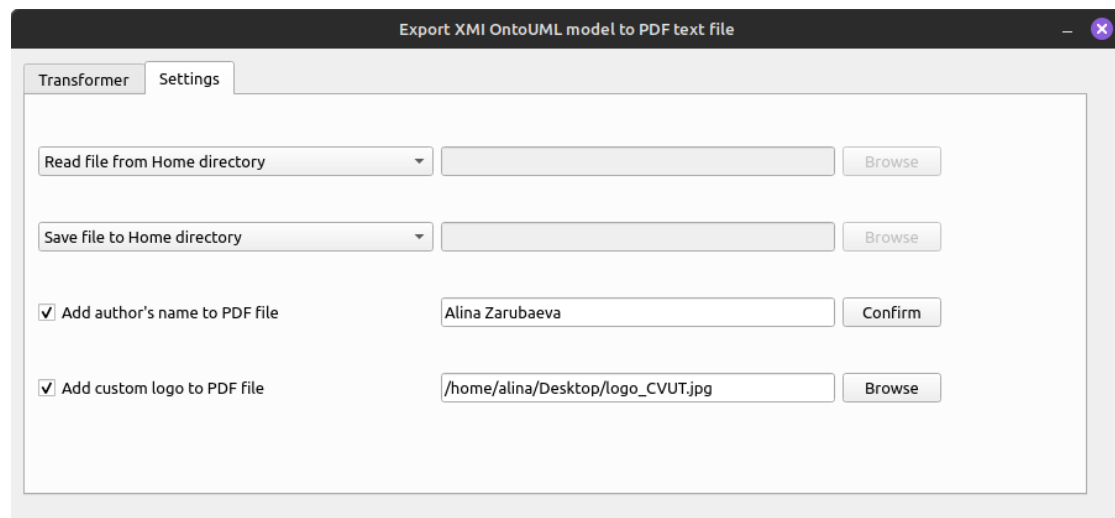 Export XMI OntoUML model to PDF text file
Transformer Settings
Read file from Home directory Browse
Save file to Home directory Browse
Add author's name to PDF file Alina Zarubaeva Confirm
Add custom logo to PDF file /home/alina/Desktop/logo_CVUT.jpg Browse